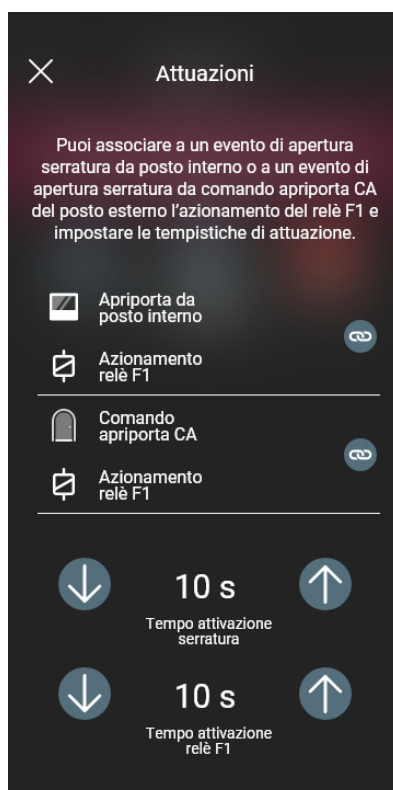 Attuazioni
Puoi associare a un evento di apertura
serratura da posto interno o a un evento di
apertura serratura da comando apriporta CA
del posto esterno l'azionamento del relè F1 e
impostare le tempistiche di attuazione.
Apriporta da
posto interno
Azionamento
relè F1
Comando
apriporta CA
Azionamento
relè F1
10 s
Tempo attivazione
serratura
10 s
Tempo attivazione
relè F1